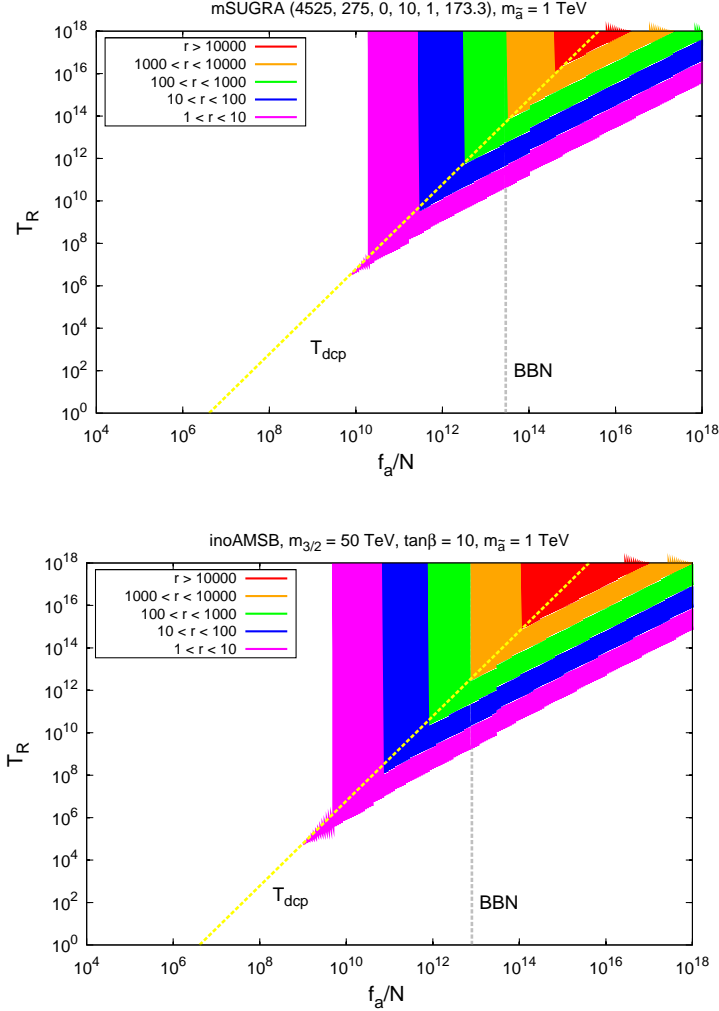 mSUGRA (4525, 275, 0, 10, 1, 173.3), m_ã = 1 TeV
r > 10000
1000 < r < 10000
100 < r < 1000
10 < r < 100
1 < r < 10
T_R
10^18
10^16
10^14
10^12
10^10
10^8
10^6
10^4
10^2
10^0
T_dcp
BBN
10^4 10^6 10^8 10^10 10^12 10^14 10^16 10^18
f_a/N
inoAMSB, m_3/2 = 50 TeV, tanβ = 10, m_ã = 1 TeV
r > 10000
1000 < r < 10000
100 < r < 1000
10 < r < 100
1 < r < 10
T_R
10^18
10^16
10^14
10^12
10^10
10^8
10^6
10^4
10^2
10^0
T_dcp
BBN
10^4 10^6 10^8 10^10 10^12 10^14 10^16 10^18
f_a/N